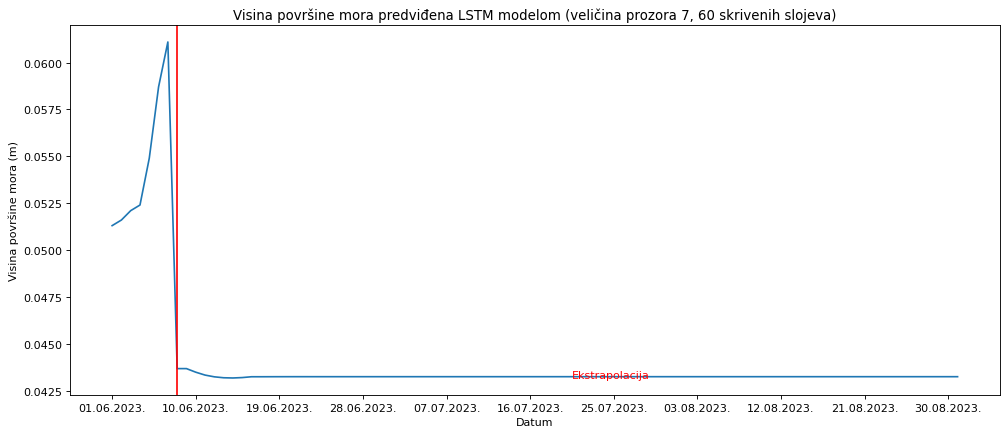 Visina površine mora predviđena LSTM modelom (veličina prozora 7, 60 skrivenih slojeva)
Visina površine mora (m)
0.0600
0.0575
0.0550
0.0525
0.0500
0.0475
0.0450
0.0425
Ekstrapolacija
01.06.2023. 10.06.2023. 19.06.2023. 28.06.2023. 07.07.2023. 16.07.2023. 25.07.2023. 03.08.2023. 12.08.2023. 21.08.2023. 30.08.2023.
Datum